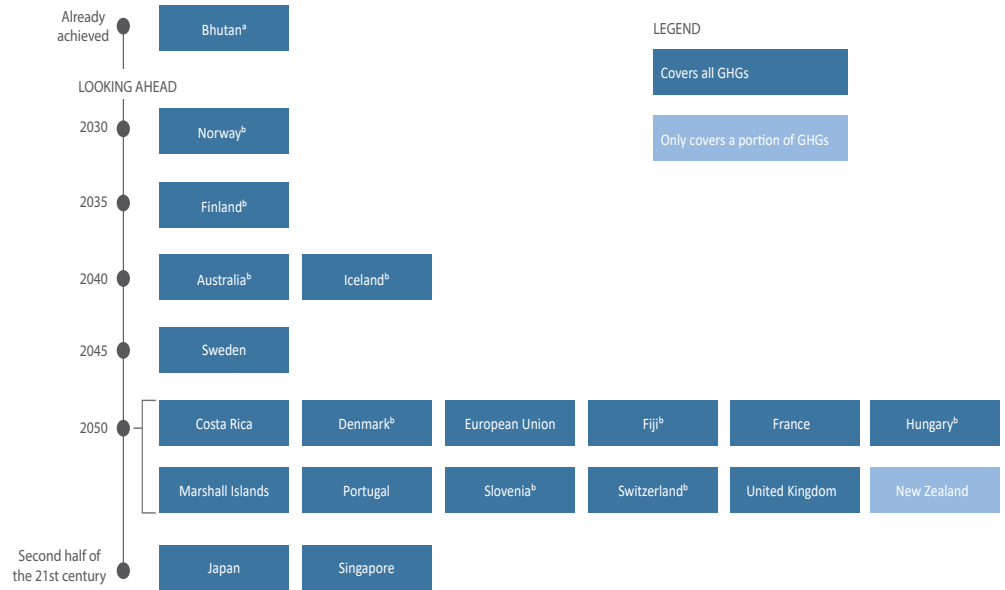 Already
achieved
Bhutanᵃ
LEGEND
Covers all GHGs
Only covers a portion of GHGs
LOOKING AHEAD
2030
Norwayᵇ
2035
Finlandᵇ
2040
Australiaᵇ
Icelandᵇ
2045
Sweden
2050
Costa Rica
Denmarkᵇ
European Union
Fijiᵇ
France
Hungaryᵇ
Marshall Islands
Portugal
Sloveniaᵇ
Switzerlandᵇ
United Kingdom
New Zealand
Second half of
the 21st century
Japan
Singapore